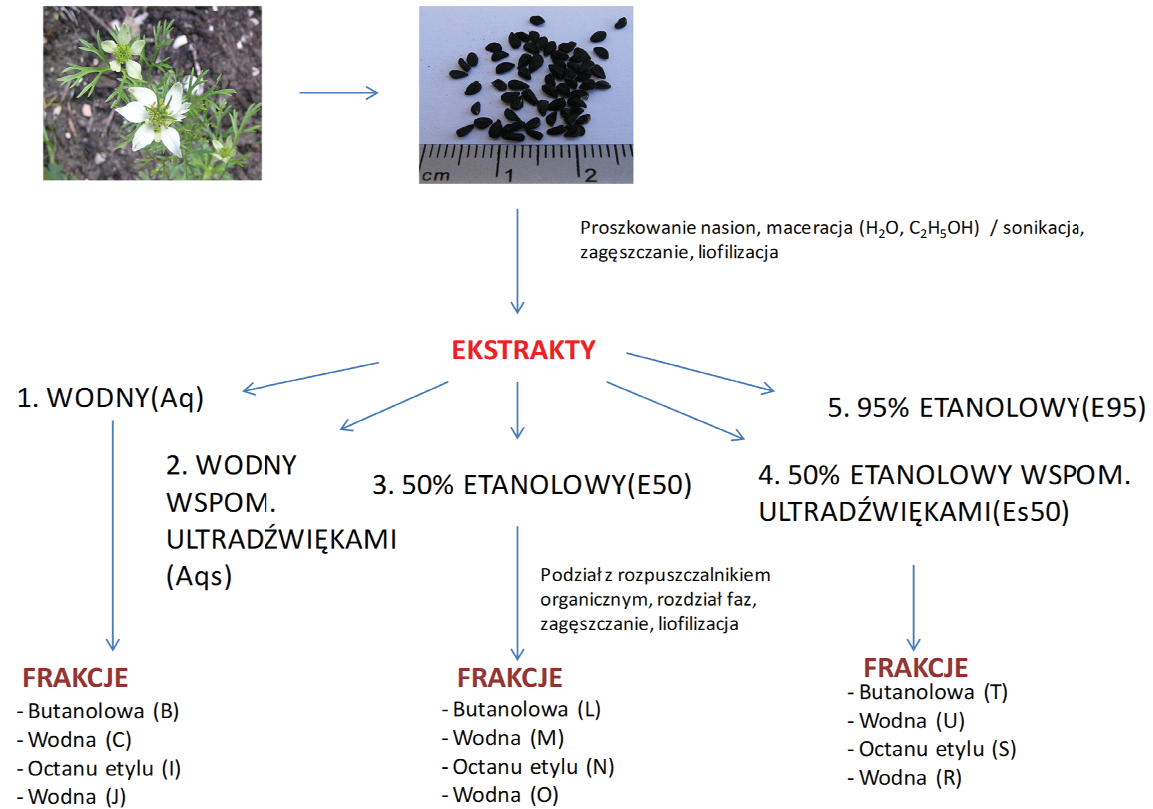 cm 1 2
Proszkowanie nasion, maceracja (H₂O, C₂H₅OH) / sonikacja,
zagęszczanie, liofilizacja
EKSTRAKTY
1. WODNY(Aq)
2. WODNY
WSPOM.
ULTRADŹWIĘKAMI
(Aqs)
3. 50% ETANOLOWY(E50)
4. 50% ETANOLOWY WSPOM.
ULTRADŹWIĘKAMI(Es50)
5. 95% ETANOLOWY(E95)
Podział z rozpuszczalnikiem
organicznym, rozdział faz,
zagęszczanie, liofilizacja
FRAKCJE
- Butanolowa (B)
- Wodna (C)
- Octanu etylu (I)
- Wodna (J)
FRAKCJE
- Butanolowa (L)
- Wodna (M)
- Octanu etylu (N)
- Wodna (O)
FRAKCJE
- Butanolowa (T)
- Wodna (U)
- Octanu etylu (S)
- Wodna (R)